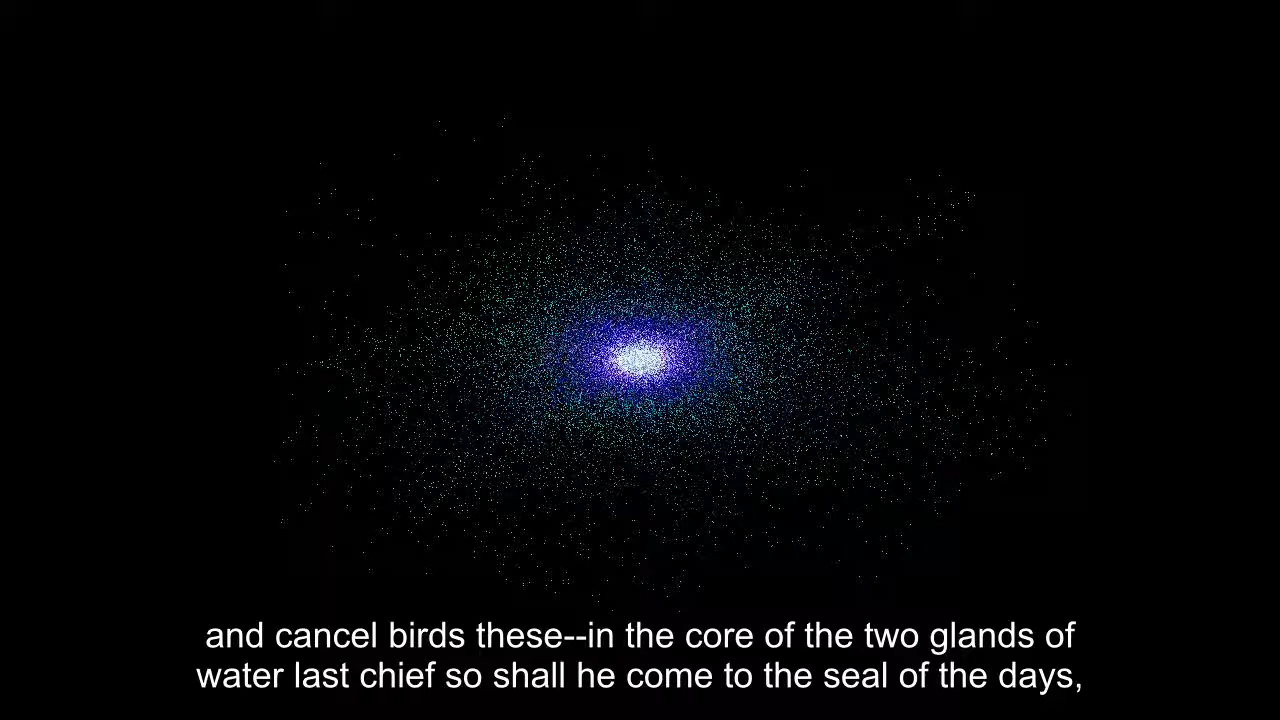 and cancel birds these--in the core of the two glands of
water last chief so shall he come to the seal of the days,